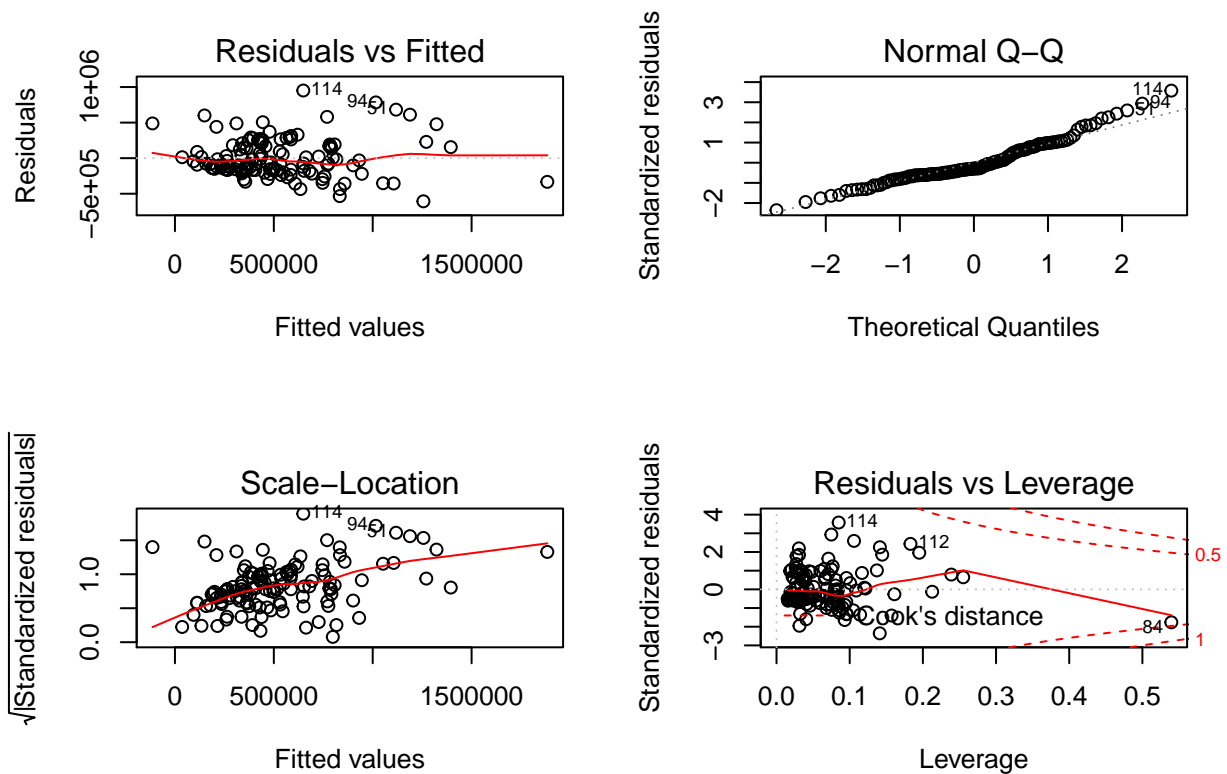 Residuals vs Fitted
Residuals
1e+06
−5e+05
114
94
51
0 500000 1500000
Fitted values
Normal Q−Q
Standardized residuals
3
1
−2
114
94
51
−2 −1 0 1 2
Theoretical Quantiles
Scale−Location
√|Standardized residuals|
1.0
0.0
114
94
51
0 500000 1500000
Fitted values
Residuals vs Leverage
Standardized residuals
4
2
0
−3
114
112
84
Cook's distance
0.5
1
0.0 0.1 0.2 0.3 0.4 0.5
Leverage